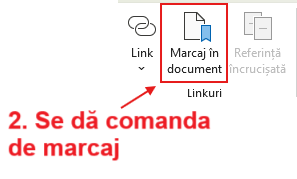 Link
Marcaj în
document
Referință
încrucișată
Linkuri
2. Se dă comanda
de marcaj